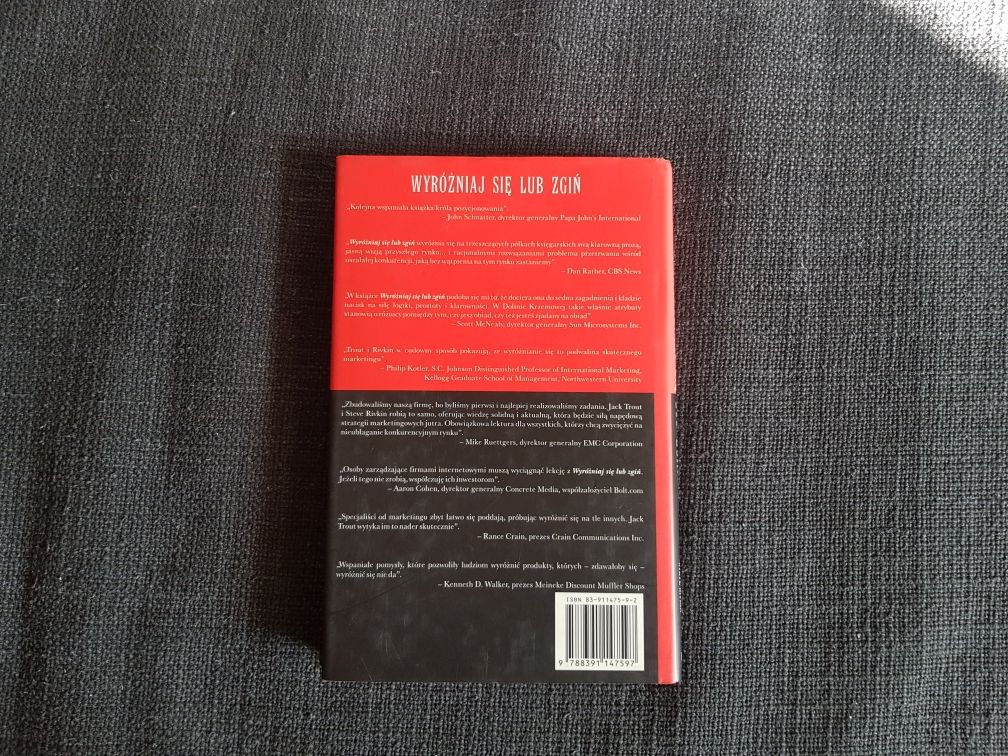 WYRÓŻNIAJ SIĘ LUB ZGIŃ
„Kolejna wspaniała książka króla pozycjonowania”
– John Schnatter, dyrektor generalny Papa John's International
„Wyróżniaj się lub zgiń wyróżnia się na trzeszczących półkach księgarskich swą klarowną prozą,
jasną wizją przyszłego rynku... i racjonalnymi rozwiązaniami problemu przetrwania wśród
oszalałej konkurencji, jaką bez wątpienia na tym rynku zastaniemy”.
– Dan Rather, CBS News
„W książce Wyróżniaj się lub zgiń podoba się mi to, że dociera ona do sedna zagadnienia i kładzie
nacisk na siłę logiki, prostoty i klarowności. W Dolinie Krzemowej takie właśnie atrybuty
stanowią o różnicy pomiędzy tym, czy jesz obiad, czy też jesteś zjadany na obiad”
– Scott McNealy, dyrektor generalny Sun Microsystems Inc.
„Trout i Rivkin w cudowny sposób pokazują, że wyróżnianie się to podwalina skutecznego
marketingu”.
– Philip Kotler, S.C. Johnson Distinguished Professor of International Marketing,
Kellogg Graduate School of Management, Northwestern University
„Zbudowaliśmy naszą firmę, bo byliśmy pierwsi i najlepiej realizowaliśmy zadania. Jack Trout
i Steve Rivkin robią to samo, oferując wiedzę solidną i aktualną, która będzie siłą napędową
strategii marketingowych jutra. Obowiązkowa lektura dla wszystkich, którzy chcą zwyciężyć na
nieubłaganie konkurencyjnym rynku”.
– Mike Ruettgers, dyrektor generalny EMC Corporation
„Osoby zarządzające firmami internetowymi muszą wyciągnąć lekcję z Wyróżniaj się lub zgiń.
Jeżeli tego nie zrobią, współczuję ich inwestorom”.
– Aaron Cohen, dyrektor generalny Concrete Media, współzałożyciel Bolt.com
„Specjaliści od marketingu zbyt łatwo się poddają, próbując wyróżnić się na tle innych. Jack
Trout wytyka im to nader skutecznie”.
– Rance Crain, prezes Crain Communications Inc.
„Wspaniałe pomysły, które pozwoliły ludziom wyróżnić produkty, których – zdawałoby się –
wyróżnić się nie da”.
– Kenneth D. Walker, prezes Meineke Discount Muffler Shops
ISBN 83-911475-9-2
9 788391 147597